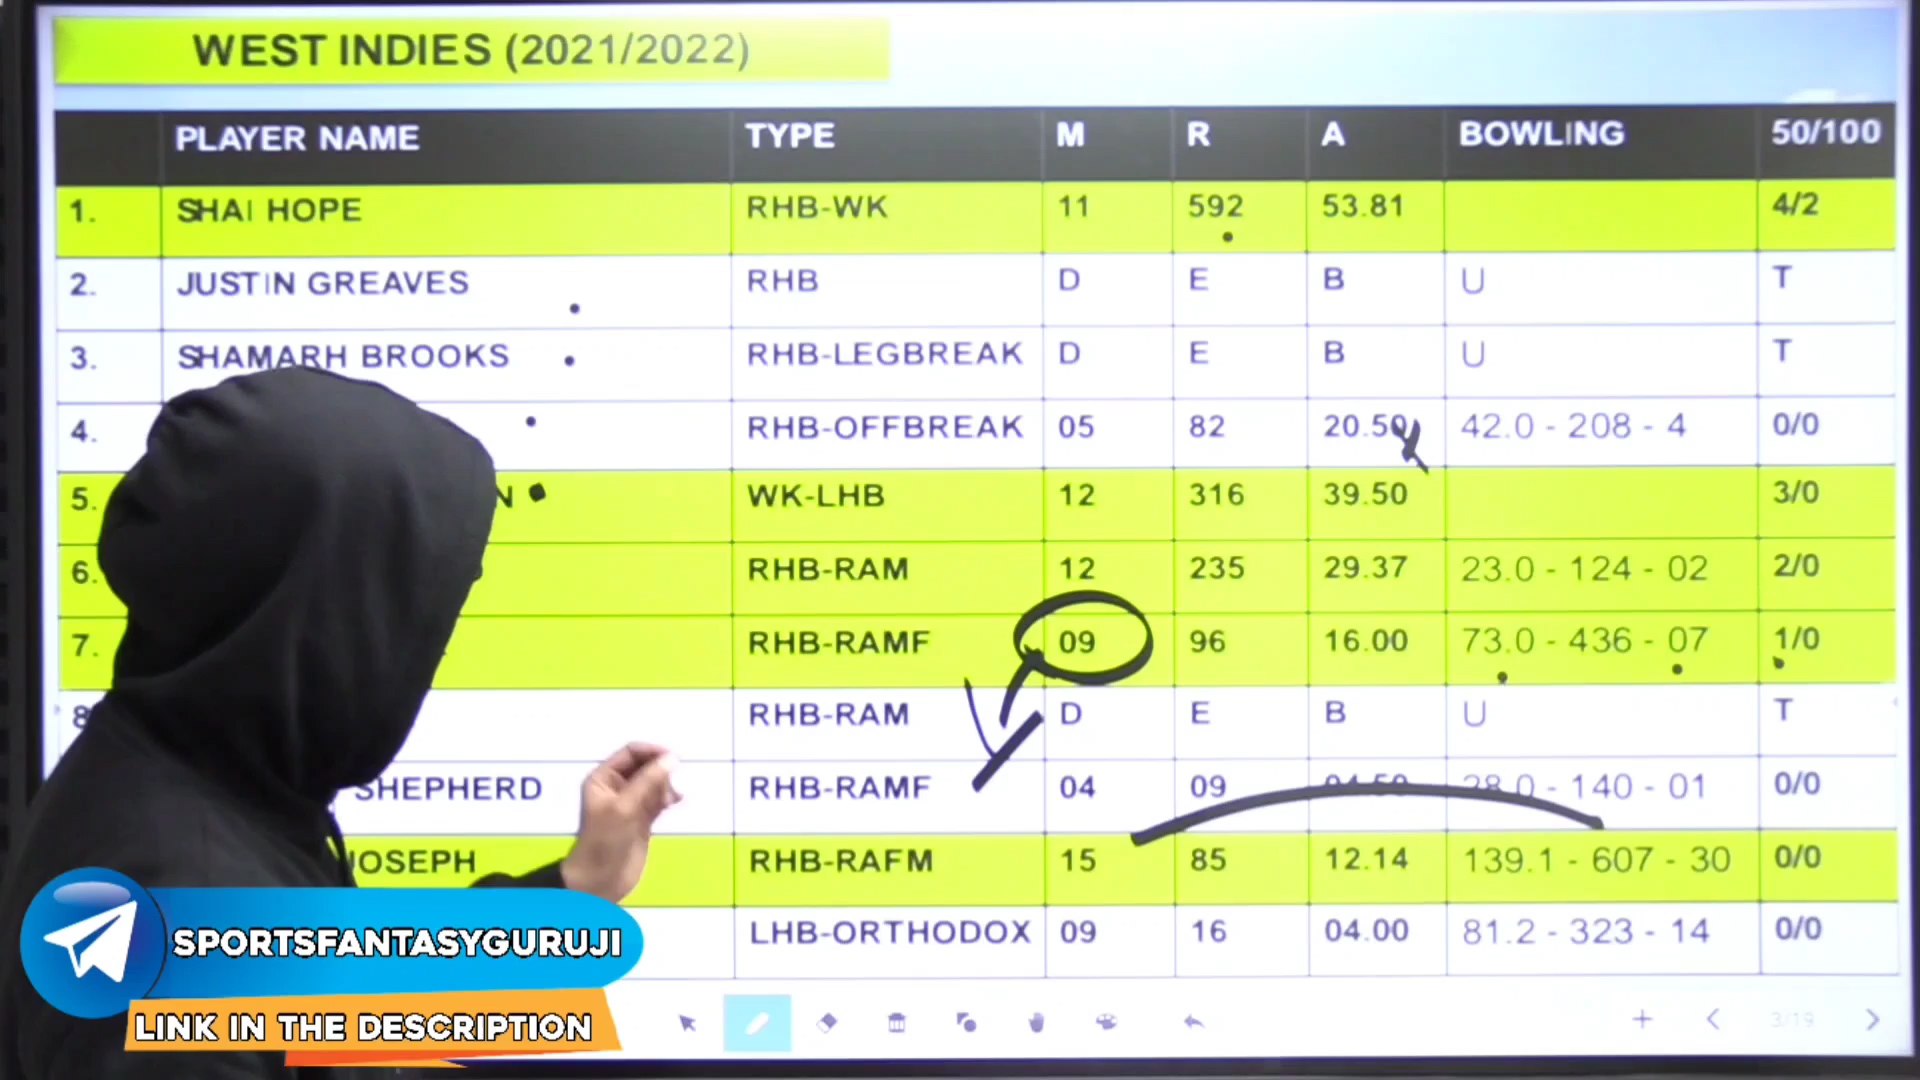 WEST INDIES (2021/2022)
PLAYER NAME TYPE M R A BOWLING 50/100
1. SHAI HOPE RHB-WK 11 592 53.81 4/2
2. JUSTIN GREAVES RHB D E B U T
3. SHAMARH BROOKS RHB-LEGBREAK D E B U T
4. RHB-OFFBREAK 05 82 20.50 42.0 - 208 - 4 0/0
5. N WK-LHB 12 316 39.50 3/0
6. RHB-RAM 12 235 29.37 23.0 - 124 - 02 2/0
7. RHB-RAMF 09 96 16.00 73.0 - 436 - 07 1/0
8 RHB-RAM D E B U T
SHEPHERD RHB-RAMF 04 09 04.50 28.0 - 140 - 01 0/0
JOSEPH RHB-RAFM 15 85 12.14 139.1 - 607 - 30 0/0
LHB-ORTHODOX 09 16 04.00 81.2 - 323 - 14 0/0
SPORTSFANTASYGURUJI
LINK IN THE DESCRIPTION
3/19